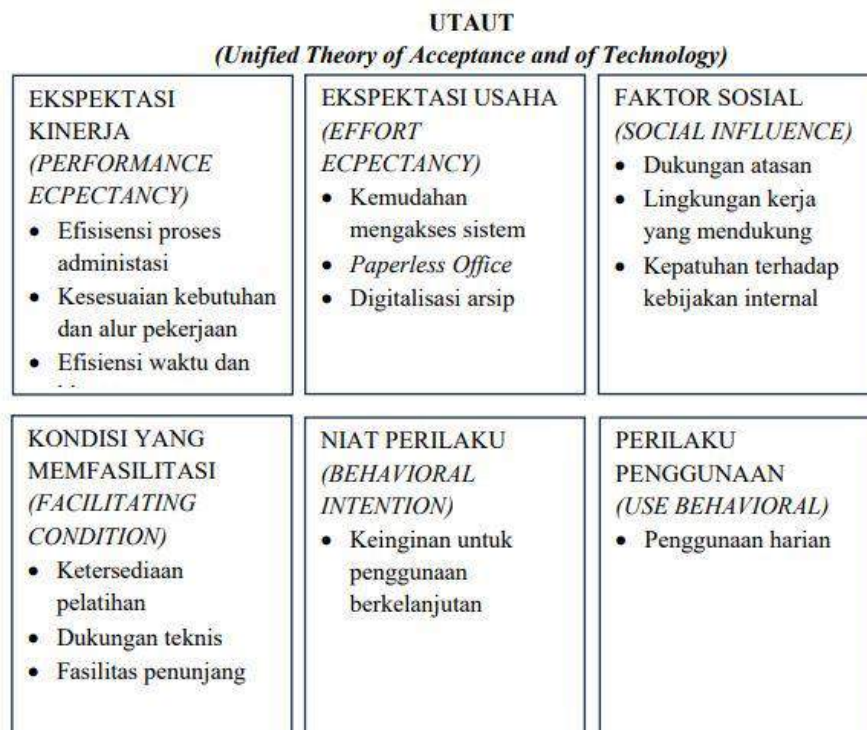 UTAUT
(Unified Theory of Acceptance and of Technology)
EKSPEKTASI
KINERJA
(PERFORMANCE
ECPECTANCY)
• Efisisensi proses
administasi
• Kesesuaian kebutuhan
dan alur pekerjaan
• Efisiensi waktu dan
EKSPEKTASI USAHA
(EFFORT
ECPECTANCY)
• Kemudahan
mengakses sistem
• Paperless Office
• Digitalisasi arsip
FAKTOR SOSIAL
(SOCIAL INFLUENCE)
• Dukungan atasan
• Lingkungan kerja
yang mendukung
• Kepatuhan terhadap
kebijakan internal
KONDISI YANG
MEMFASILITASI
(FACILITATING
CONDITION)
• Ketersediaan
pelatihan
• Dukungan teknis
• Fasilitas penunjang
NIAT PERILAKU
(BEHAVIORAL
INTENTION)
• Keinginan untuk
penggunaan
berkelanjutan
PERILAKU
PENGGUNAAN
(USE BEHAVIORAL)
• Penggunaan harian